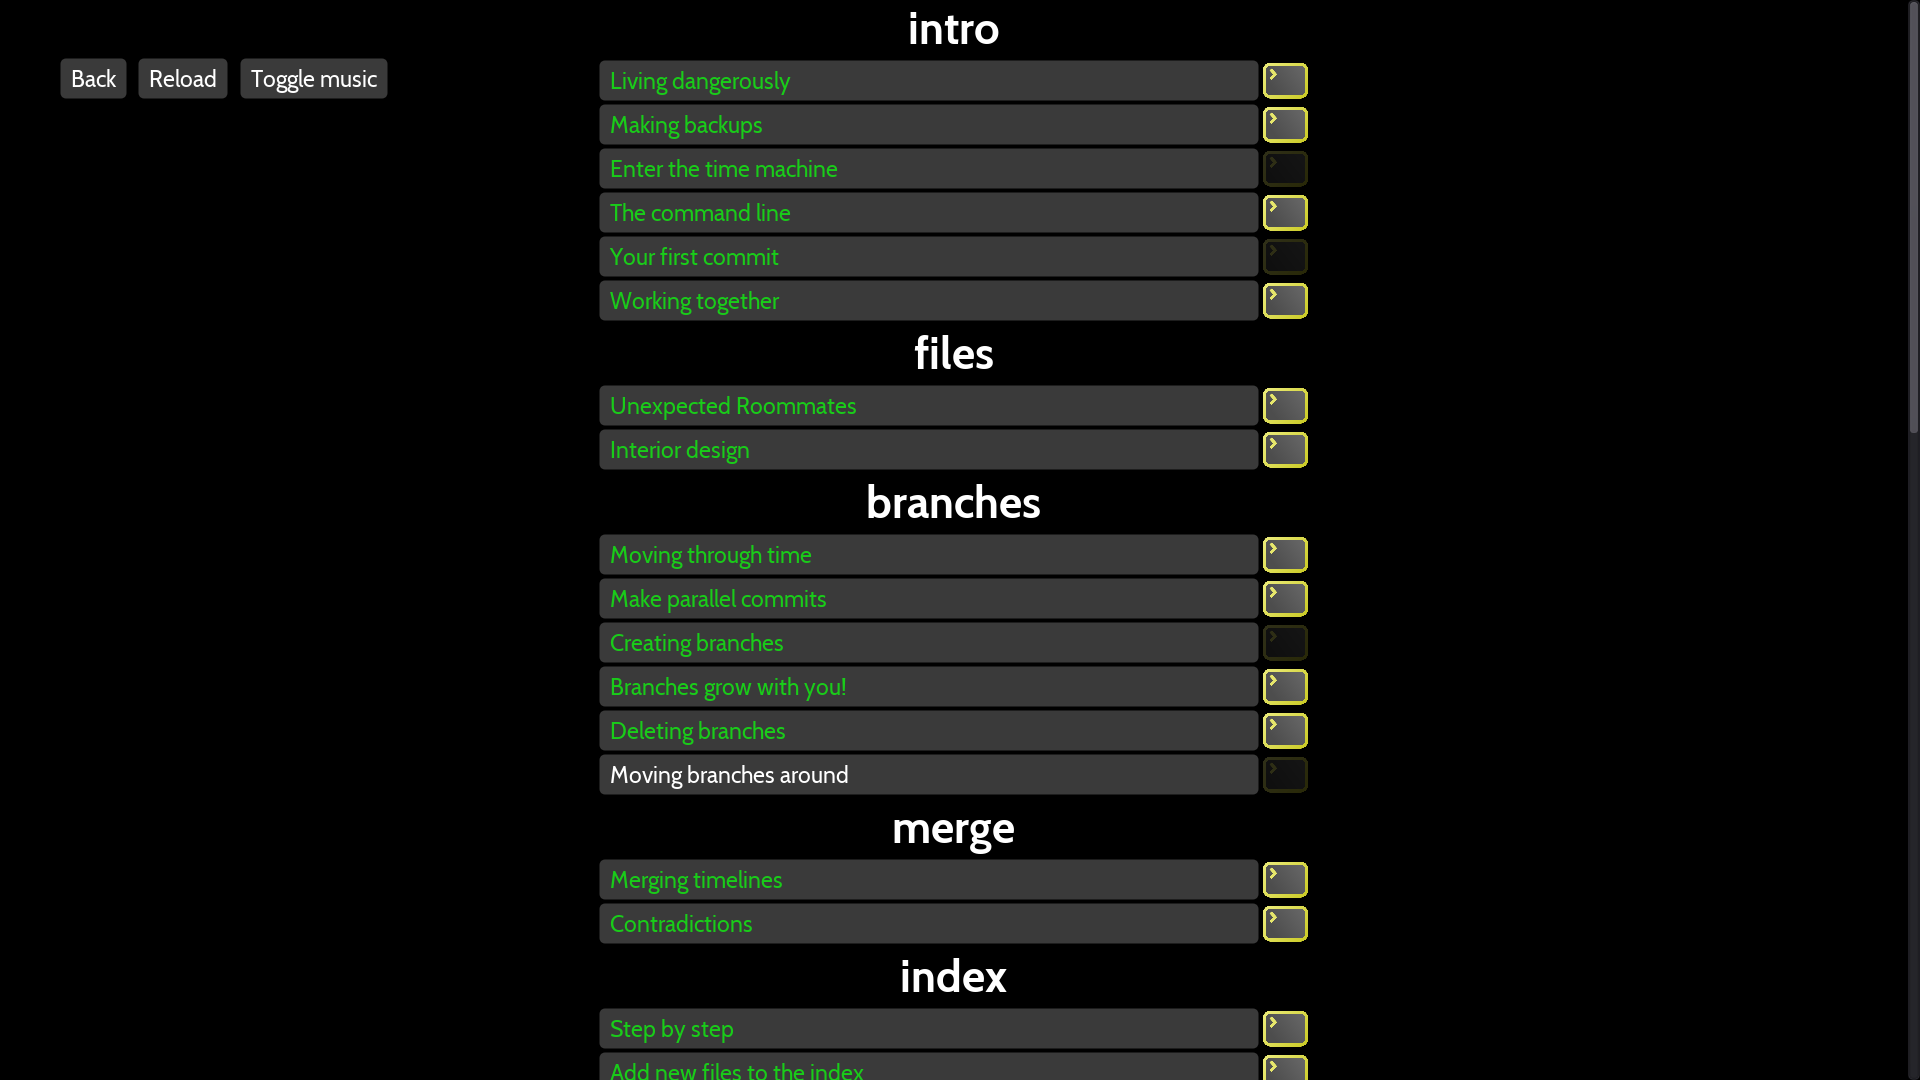 intro
Back
Reload
Toggle music
Living dangerously
Making backups
Enter the time machine
The command line
Your first commit
Working together
files
Unexpected Roommates
Interior design
branches
Moving through time
Make parallel commits
Creating branches
Branches grow with you!
Deleting branches
Moving branches around
merge
Merging timelines
Contradictions
index
Step by step
Add new files to the index